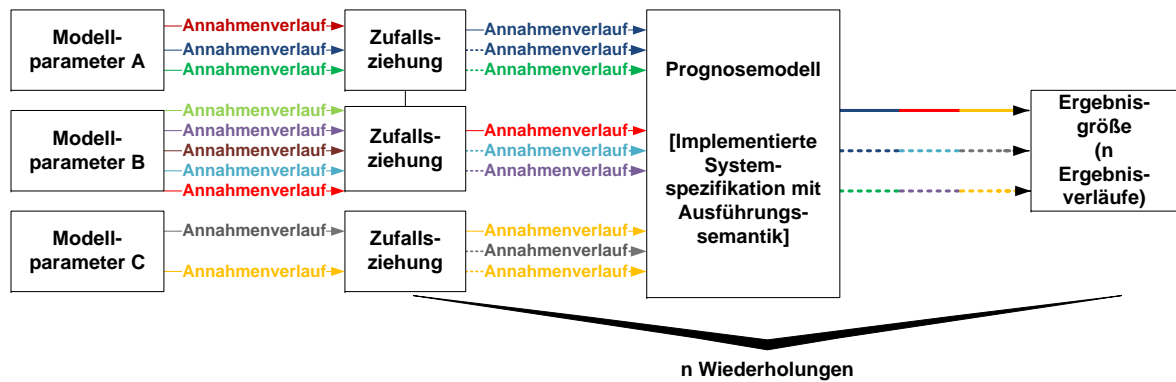 Modell-
parameter A
Annahmenverlauf
Annahmenverlauf
Annahmenverlauf
Zufalls-
ziehung
Annahmenverlauf
Annahmenverlauf
Annahmenverlauf
Modell-
parameter B
Annahmenverlauf
Annahmenverlauf
Annahmenverlauf
Annahmenverlauf
Annahmenverlauf
Zufalls-
ziehung
Annahmenverlauf
Annahmenverlauf
Annahmenverlauf
Modell-
parameter C
Annahmenverlauf
Annahmenverlauf
Zufalls-
ziehung
Annahmenverlauf
Annahmenverlauf
Annahmenverlauf
Prognosemodell
[Implementierte
System-
spezifikation mit
Ausführungs-
semantik]
Ergebnis-
größe
(n
Ergebnis-
verläufe)
n Wiederholungen